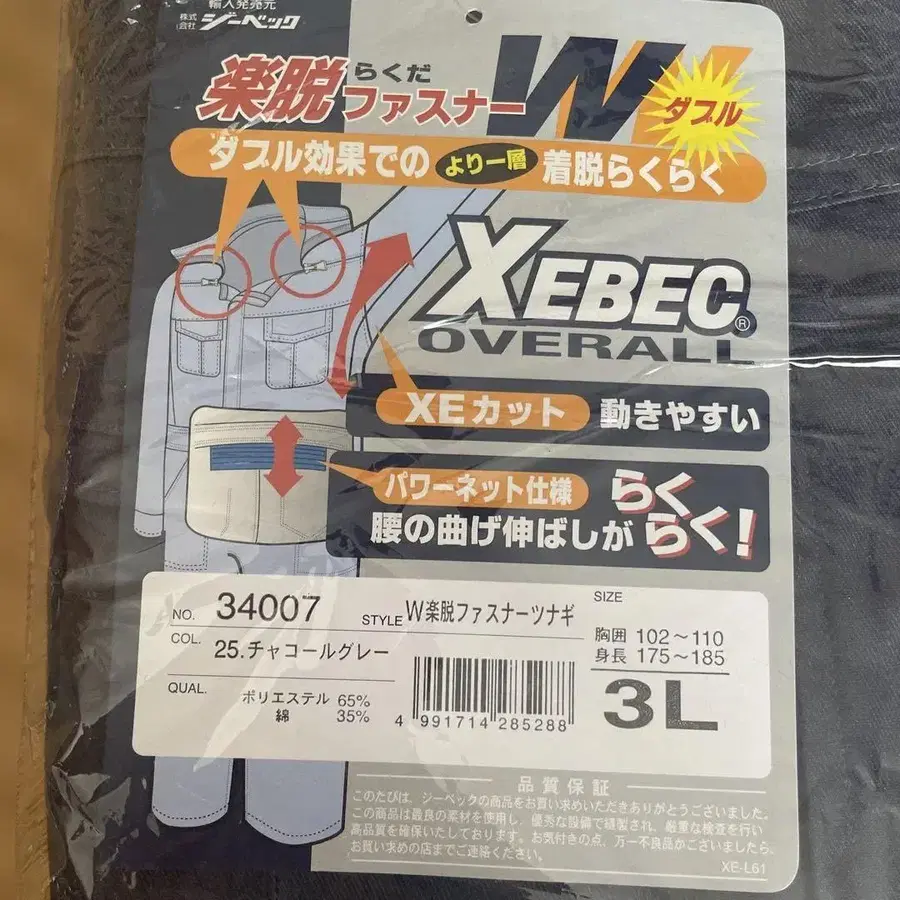 輸入発売元
株式会社 ジーベック
楽脱 らくだ ファスナー W ダブル
ダブル効果での より一層 着脱らくらく
XEBEC®
OVERALL
XEカット 動きやすい
パワーネット仕様
腰の曲げ伸ばしが らくらく!
NO. 34007 STYLE W楽脱ファスナーツナギ
COL. 25.チャコールグレー
QUAL. ポリエステル 65%
綿 35%
4 991714 285288
SIZE
胸囲 102~110
身長 175~185
3L
品質保証
このたびは、ジーベックの商品をお買い求めいただきありがとうございました。
この商品は最良の素材を使用し、優秀な設備で縫製され、厳重な検査を行い
高品質を確保いたしております。お気付きの点、万一不良品がございましたら、
お買い求めの店までご連絡ください。
XE-L61